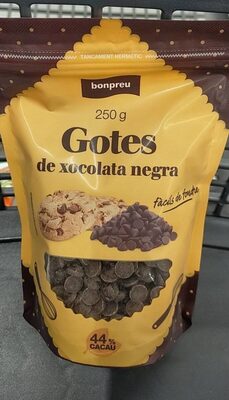 TANCAMENT HERMÈTIC
bonpreu
250 g
Gotes
de xocolata negra
Fàcils de fondre
44%
CACAU